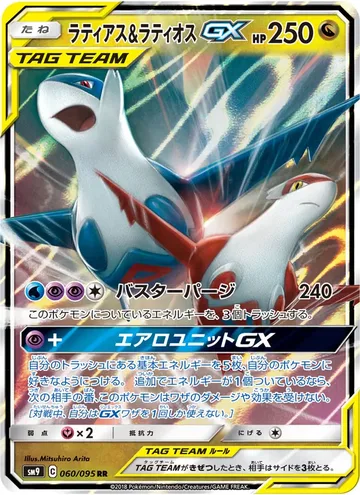 たね ラティアス&ラティオスGX HP250
TAG TEAM
バスターパージ 240
このポケモンについているエネルギーを、3個トラッシュする。
+ エアロユニットGX
自分のトラッシュにある基本エネルギーを5枚、自分のポケモンに
好きなようにつける。追加でエネルギーが1個ついているなら、
次の相手の番、このポケモンはワザのダメージや効果を受けない。
[対戦中、自分はGXワザを1回しか使えない。]
弱点 ×2 抵抗力 にげる
sm9 C 060/095 RR TAG TEAM ルール
Illus.Mitsuhiro Arita TAG TEAMがきぜつしたとき、相手はサイドを3枚とる。
©2018 Pokémon/Nintendo/Creatures/GAME FREAK.